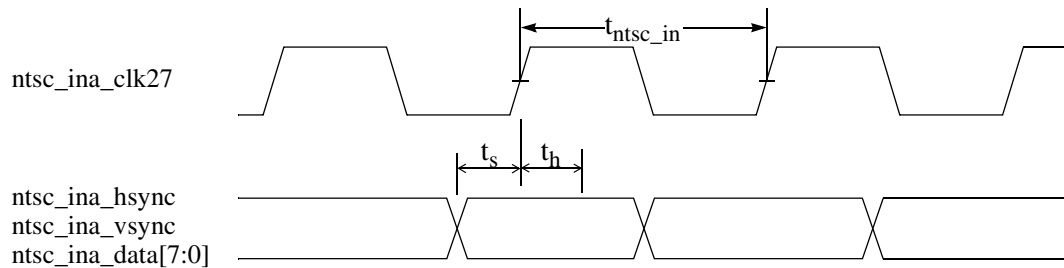 t_ntsc_in
ntsc_ina_clk27
t_s t_h
ntsc_ina_hsync
ntsc_ina_vsync
ntsc_ina_data[7:0]